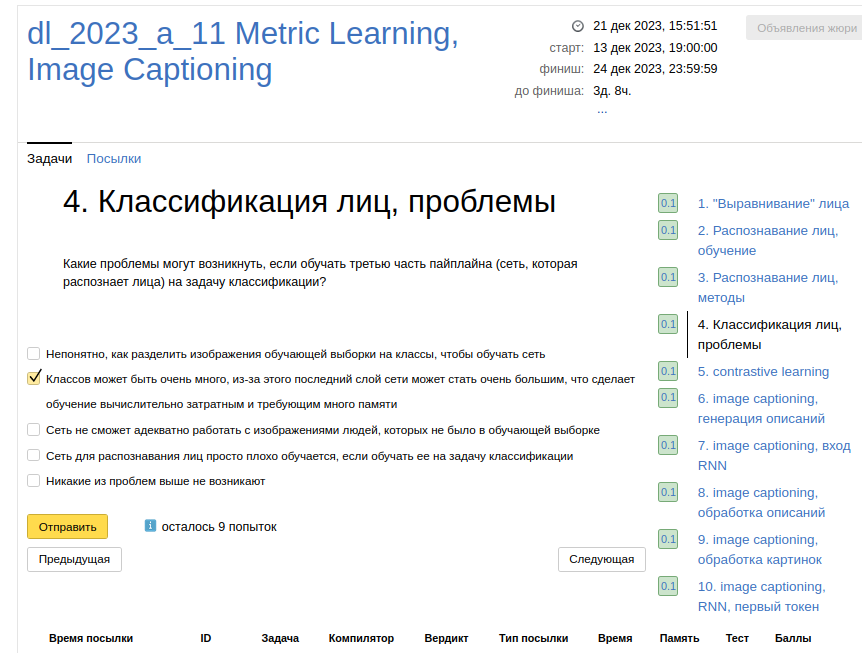 dl_2023_a_11 Metric Learning,
Image Captioning
21 дек 2023, 15:51:51
старт: 13 дек 2023, 19:00:00
финиш: 24 дек 2023, 23:59:59
до финиша: 3д. 8ч.
...
Объявления жюри
Задачи Посылки
4. Классификация лиц, проблемы
Какие проблемы могут возникнуть, если обучать третью часть пайплайна (сеть, которая
распознает лица) на задачу классификации?
Непонятно, как разделить изображения обучающей выборки на классы, чтобы обучать сеть
Классов может быть очень много, из-за этого последний слой сети может стать очень большим, что сделает
обучение вычислительно затратным и требующим много памяти
Сеть не сможет адекватно работать с изображениями людей, которых не было в обучающей выборке
Сеть для распознавания лиц просто плохо обучается, если обучать ее на задачу классификации
Никакие из проблем выше не возникают
Отправить
i осталось 9 попыток
Предыдущая
Следующая
0.1 1. "Выравнивание" лица
0.1 2. Распознавание лиц,
обучение
0.1 3. Распознавание лиц,
методы
0.1 4. Классификация лиц,
проблемы
0.1 5. contrastive learning
0.1 6. image captioning,
генерация описаний
0.1 7. image captioning, вход
RNN
0.1 8. image captioning,
обработка описаний
0.1 9. image captioning,
обработка картинок
0.1 10. image captioning,
RNN, первый токен
Время посылки ID Задача Компилятор Вердикт Тип посылки Время Память Тест Баллы